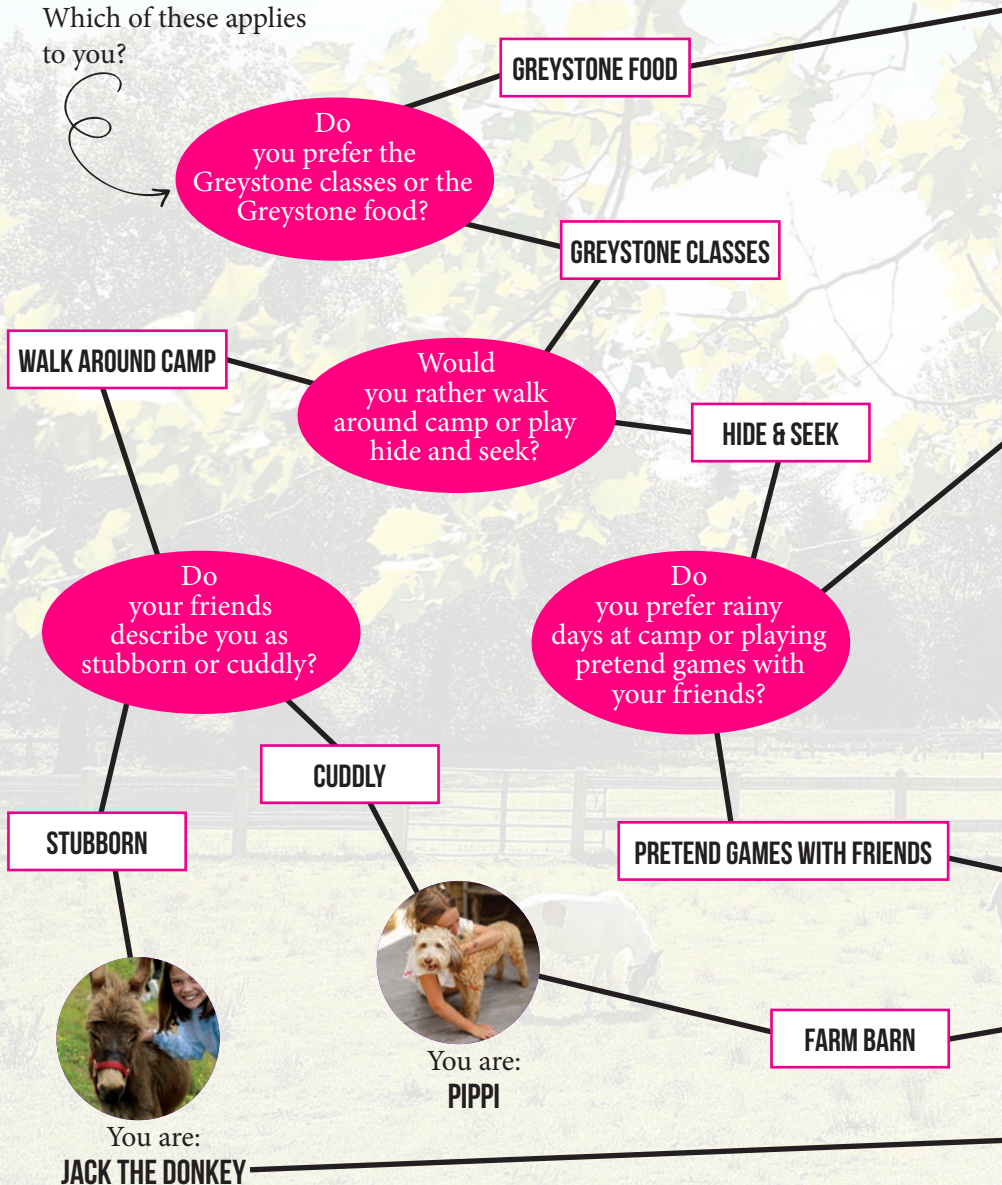 Which of these applies
to you?
GREYSTONE FOOD
Do
you prefer the
Greystone classes or the
Greystone food?
GREYSTONE CLASSES
WALK AROUND CAMP
Would
you rather walk
around camp or play
hide and seek?
HIDE & SEEK
Do
your friends
describe you as
stubborn or cuddly?
Do
you prefer rainy
days at camp or playing
pretend games with
your friends?
CUDDLY
STUBBORN
PRETEND GAMES WITH FRIENDS
FARM BARN
You are:
PIPPI
You are:
JACK THE DONKEY